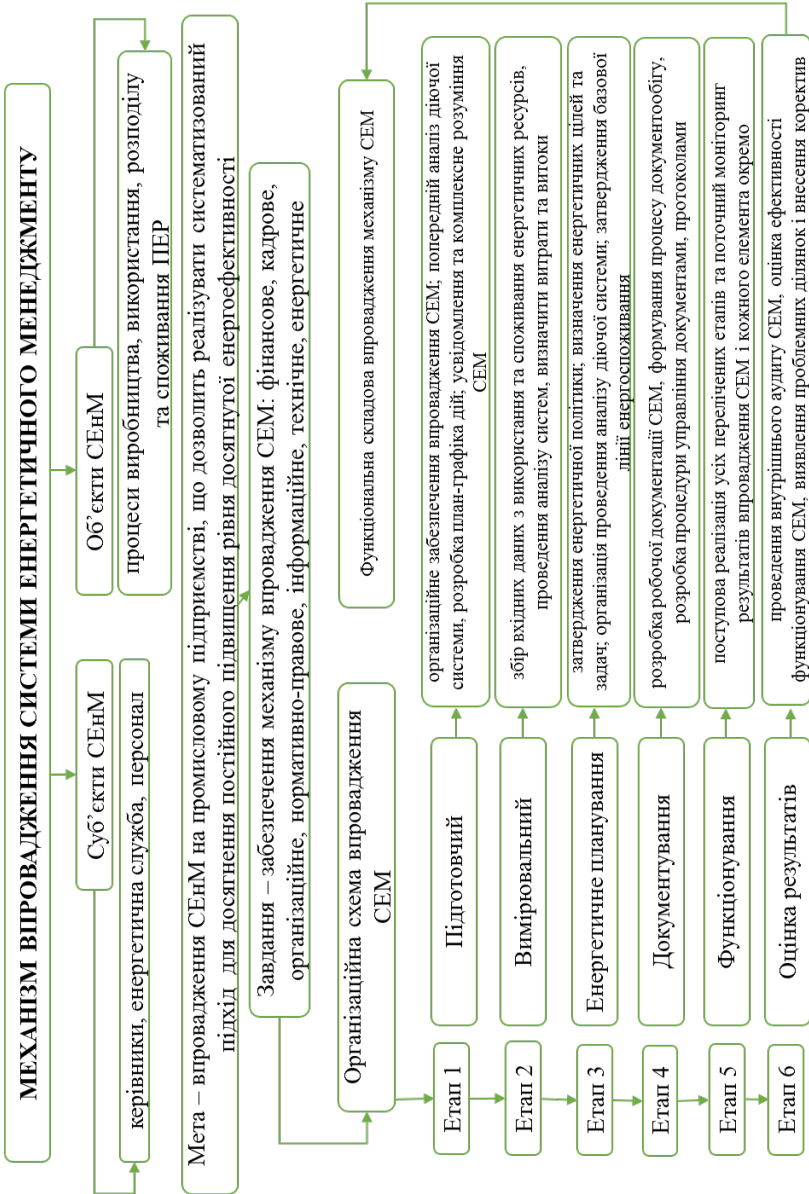 МЕХАНІЗМ ВПРОВАДЖЕННЯ СИСТЕМИ ЕНЕРГЕТИЧНОГО МЕНЕДЖМЕНТУ
Суб’єкти СЕнМ
керівники, енергетична служба, персонал
Об’єкти СЕнМ
процеси виробництва, використання, розподілу
та споживання ПЕР
Мета – впровадження СЕнМ на промисловому підприємстві, що дозволить реалізувати систематизований
підхід для досягнення постійного підвищення рівня досягнутої енергоефективності
Завдання – забезпечення механізму впровадження СЕМ: фінансове, кадрове,
організаційне, нормативно-правове, інформаційне, технічне, енергетичне
Організаційна схема впровадження
СЕМ
Функціональна складова впровадження механізму СЕМ
Етап 1
Підготовчий
організаційне забезпечення впровадження СЕМ; попередній аналіз діючої
системи, розробка план-графіка дій; усвідомлення та комплексне розуміння
СЕМ
Етап 2
Вимірювальний
збір вхідних даних з використання та споживання енергетичних ресурсів,
проведення аналізу систем, визначити витрати та витоки
Етап 3
Енергетичне планування
затвердження енергетичної політики; визначення енергетичних цілей та
задач; організація проведення аналізу діючої системи; затвердження базової
лінії енергоспоживання
Етап 4
Документування
розробка робочої документації СЕМ, формування процесу документообігу,
розробка процедури управління документами, протоколами
Етап 5
Функціонування
поступова реалізація усіх перелічених етапів та поточний моніторинг
результатів впровадження СЕМ і кожного елемента окремо
Етап 6
Оцінка результатів
проведення внутрішнього аудиту СЕМ, оцінка ефективності
функціонування СЕМ, виявлення проблемних ділянок і внесення коректив